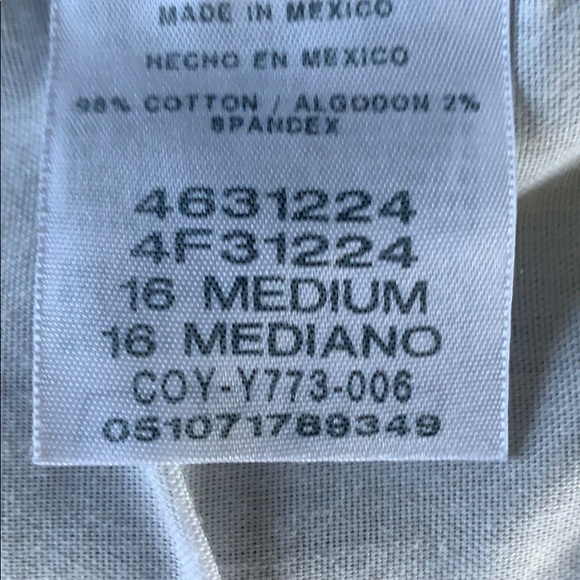 MADE IN MEXICO
HECHO EN MEXICO
98% COTTON / ALGODON 2%
SPANDEX
4631224
4F31224
16 MEDIUM
16 MEDIANO
COY-Y773-006
051071789349